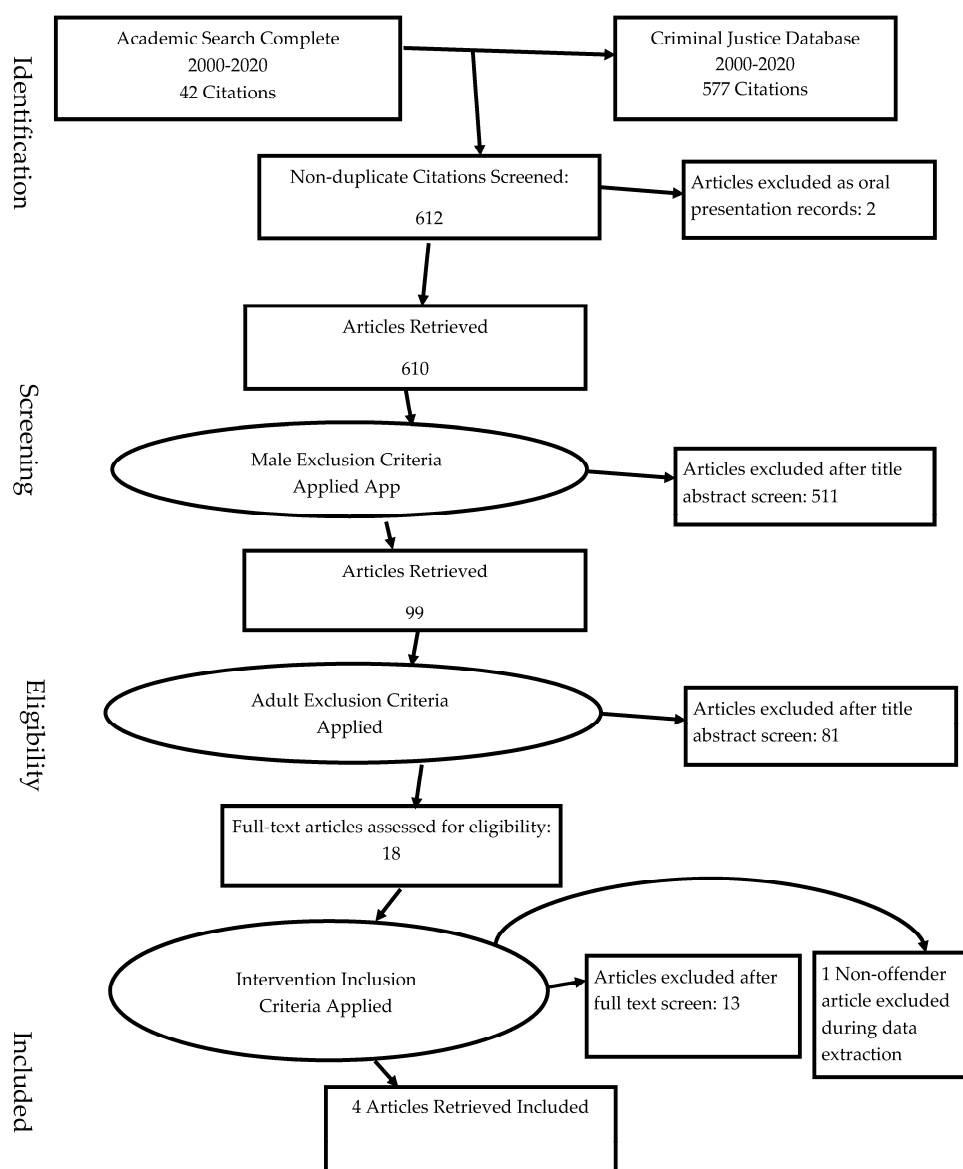 Academic Search Complete
2000-2020
42 Citations
Criminal Justice Database
2000-2020
577 Citations
Identification
Non-duplicate Citations Screened:
612
Articles excluded as oral
presentation records: 2
Articles Retrieved
610
Screening
Male Exclusion Criteria
Applied App
Articles excluded after title
abstract screen: 511
Articles Retrieved
99
Eligibility
Adult Exclusion Criteria
Applied
Articles excluded after title
abstract screen: 81
Full-text articles assessed for eligibility:
18
Intervention Inclusion
Criteria Applied
Articles excluded after
full text screen: 13
1 Non-offender
article excluded
during data
extraction
Included
4 Articles Retrieved Included